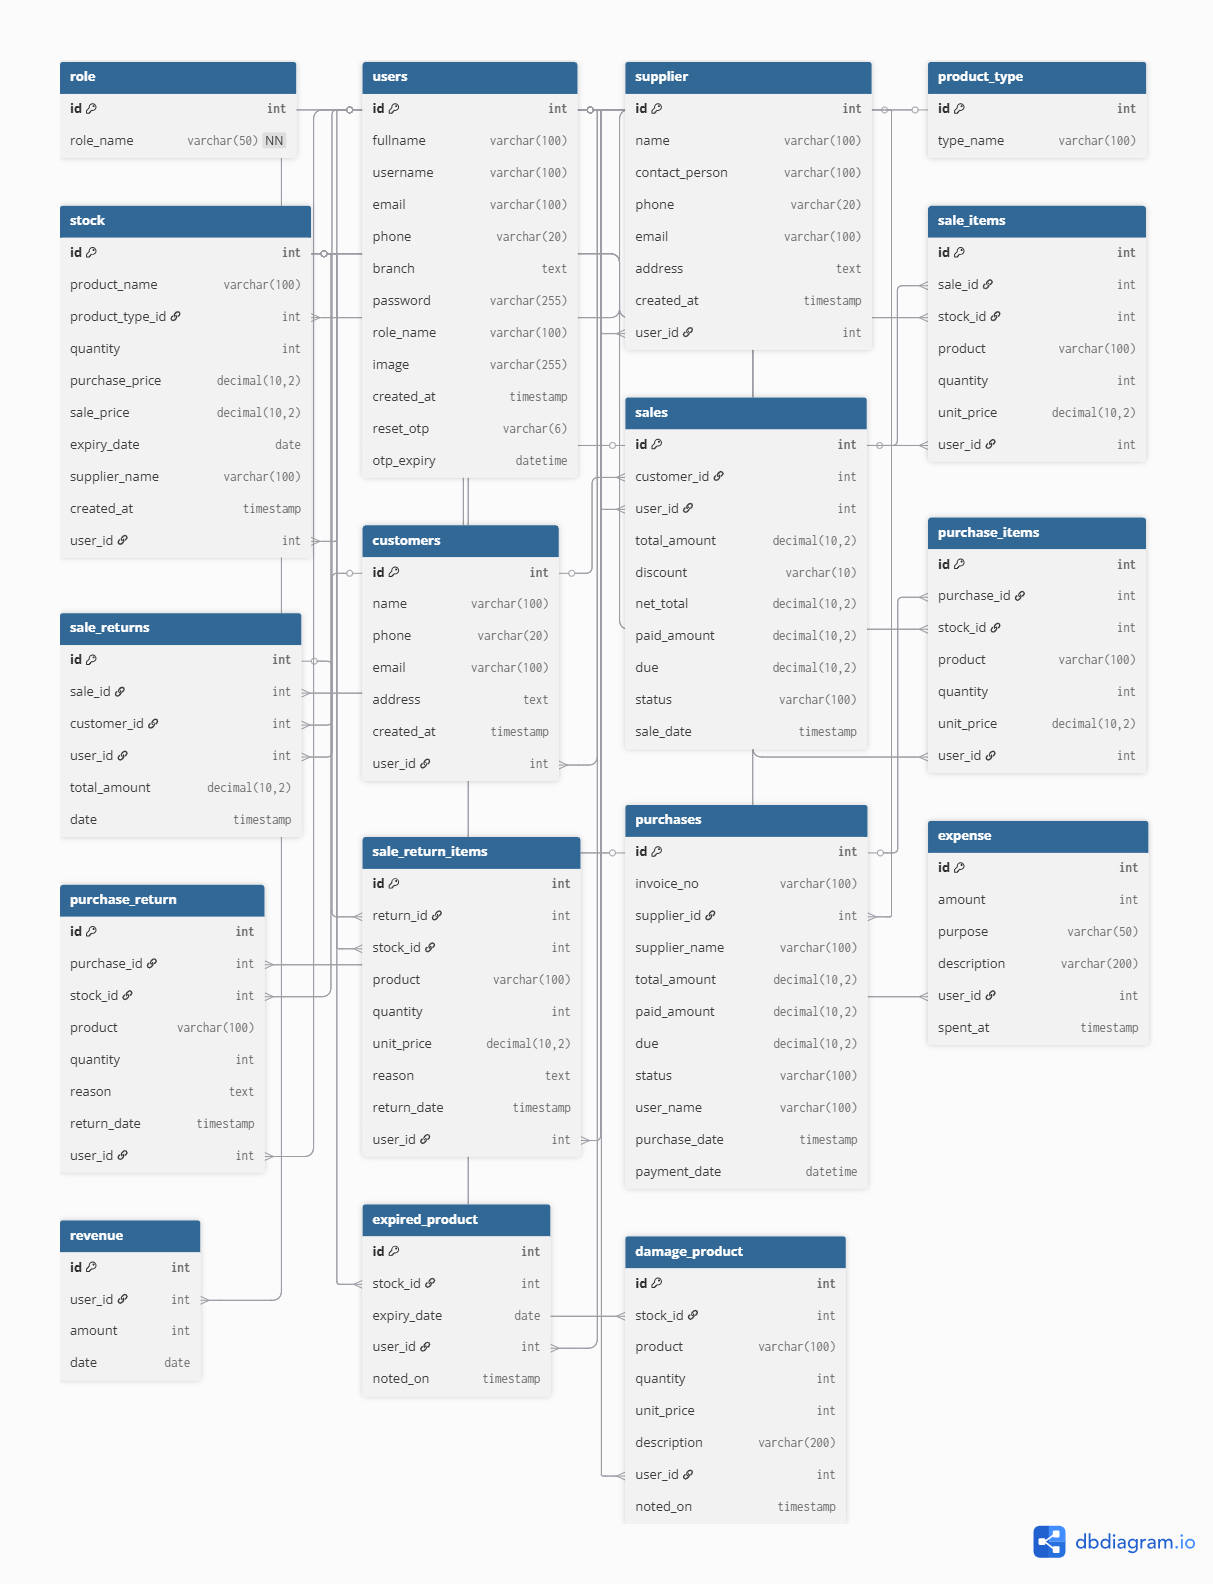 role
id int
role_name varchar(50) NN
users
id int
fullname varchar(100)
username varchar(100)
email varchar(100)
phone varchar(20)
branch text
password varchar(255)
role_name varchar(100)
image varchar(255)
created_at timestamp
reset_otp varchar(6)
otp_expiry datetime
supplier
id int
name varchar(100)
contact_person varchar(100)
phone varchar(20)
email varchar(100)
address text
created_at timestamp
user_id int
product_type
id int
type_name varchar(100)
stock
id int
product_name varchar(100)
product_type_id int
quantity int
purchase_price decimal(10,2)
sale_price decimal(10,2)
expiry_date date
supplier_name varchar(100)
created_at timestamp
user_id int
sale_items
id int
sale_id int
stock_id int
product varchar(100)
quantity int
unit_price decimal(10,2)
user_id int
sales
id int
customer_id int
user_id int
total_amount decimal(10,2)
discount varchar(10)
net_total decimal(10,2)
paid_amount decimal(10,2)
due decimal(10,2)
status varchar(100)
sale_date timestamp
customers
id int
name varchar(100)
phone varchar(20)
email varchar(100)
address text
created_at timestamp
user_id int
purchase_items
id int
purchase_id int
stock_id int
product varchar(100)
quantity int
unit_price decimal(10,2)
user_id int
sale_returns
id int
sale_id int
customer_id int
user_id int
total_amount decimal(10,2)
date timestamp
sale_return_items
id int
return_id int
stock_id int
product varchar(100)
quantity int
unit_price decimal(10,2)
reason text
return_date timestamp
user_id int
purchases
id int
invoice_no varchar(100)
supplier_id int
supplier_name varchar(100)
total_amount decimal(10,2)
paid_amount decimal(10,2)
due decimal(10,2)
status varchar(100)
user_name varchar(100)
purchase_date timestamp
payment_date datetime
expense
id int
amount int
purpose varchar(50)
description varchar(200)
user_id int
spent_at timestamp
purchase_return
id int
purchase_id int
stock_id int
product varchar(100)
quantity int
reason text
return_date timestamp
user_id int
revenue
id int
user_id int
amount int
date date
expired_product
id int
stock_id int
expiry_date date
user_id int
noted_on timestamp
damage_product
id int
stock_id int
product varchar(100)
quantity int
unit_price int
description varchar(200)
user_id int
noted_on timestamp
dbdiagram.io